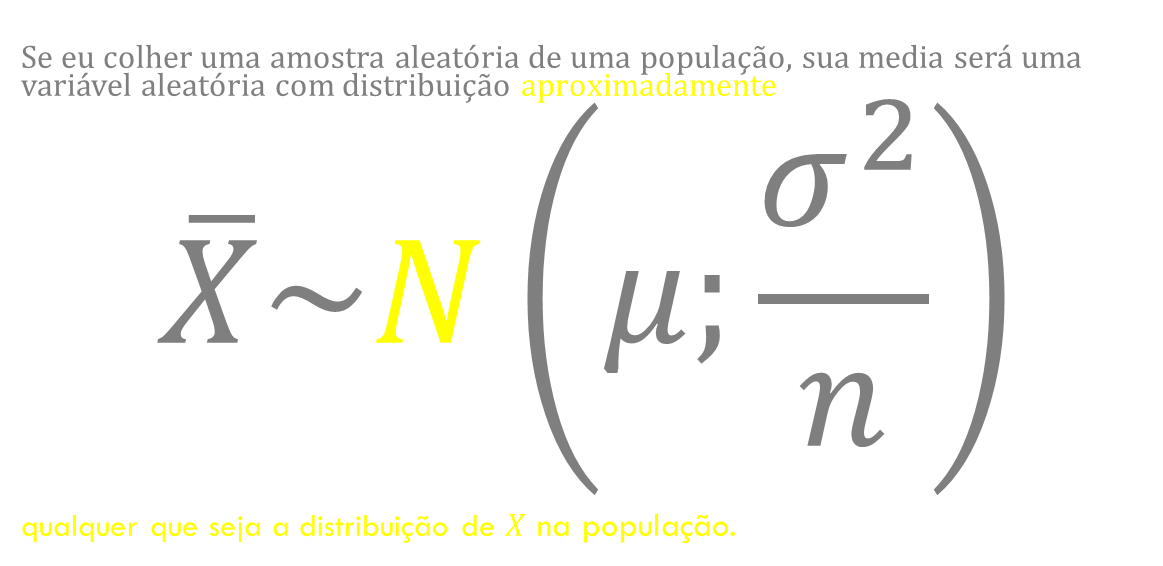 Se eu colher uma amostra aleatória de uma população, sua media será uma
variável aleatória com distribuição aproximadamente
X̅~N(μ; σ²/n)
qualquer que seja a distribuição de X na população.